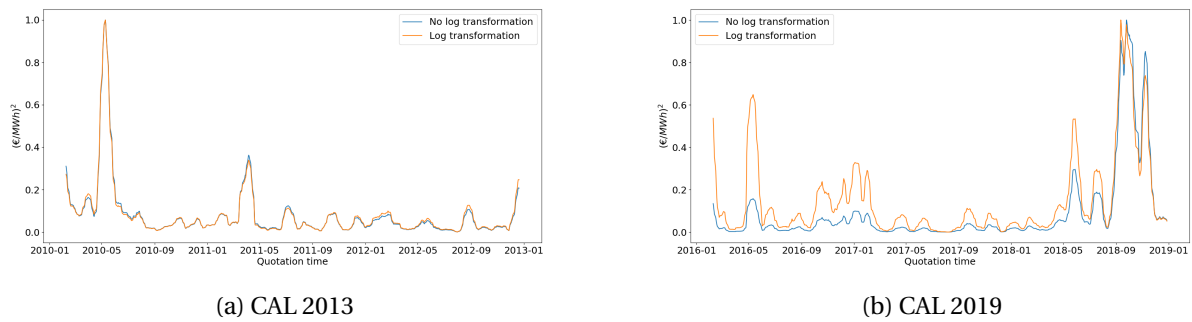 No log transformation
Log transformation
1.0
0.8
0.6
0.4
0.2
0.0
(€/MWh)²
2010-01 2010-05 2010-09 2011-01 2011-05 2011-09 2012-01 2012-05 2012-09 2013-01
Quotation time
(a) CAL 2013
No log transformation
Log transformation
1.0
0.8
0.6
0.4
0.2
0.0
(€/MWh)²
2016-01 2016-05 2016-09 2017-01 2017-05 2017-09 2018-01 2018-05 2018-09 2019-01
Quotation time
(b) CAL 2019